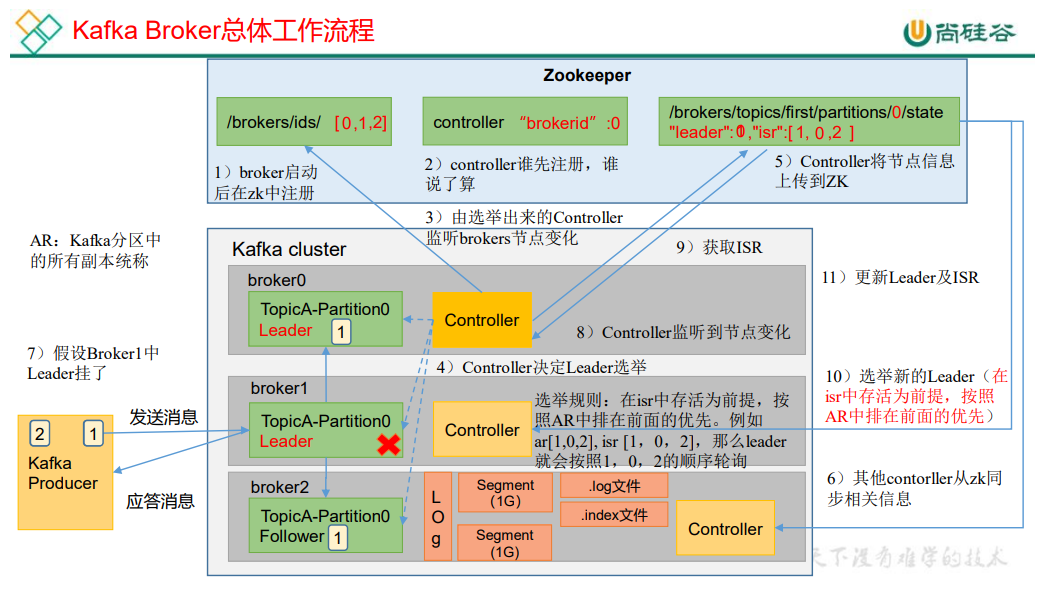 Kafka Broker总体工作流程
尚硅谷
Zookeeper
/brokers/ids/ [0,1,2]
controller “brokerid”:0
/brokers/topics/first/partitions/0/state
"leader": ,"isr":[1, 0,2 ]
1）broker启动
后在zk中注册
2）controller谁先注册，谁
说了算
5）Controller将节点信息
上传到ZK
3）由选举出来的Controller
监听brokers节点变化
9）获取ISR
AR：Kafka分区中
的所有副本统称
Kafka cluster
11）更新Leader及ISR
broker0
TopicA-Partition0
Leader 1
Controller
8）Controller监听到节点变化
7）假设Broker1中
Leader挂了
4）Controller决定Leader选举
10）选举新的Leader（在
isr中存活为前提，按照
AR中排在前面的优先）
broker1
TopicA-Partition0
Leader
Controller
选举规则：在isr中存活为前提，按
照AR中排在前面的优先。例如
ar[1,0,2], isr [1，0，2]，那么leader
就会按照1，0，2的顺序轮询
发送消息
2 1
Kafka
Producer
应答消息
broker2
TopicA-Partition0
Follower 1
L
O
g
Segment
(1G)
Segment
(1G)
.log文件
.index文件
Controller
6）其他contorller从zk同
步相关信息
天下没有难学的技术